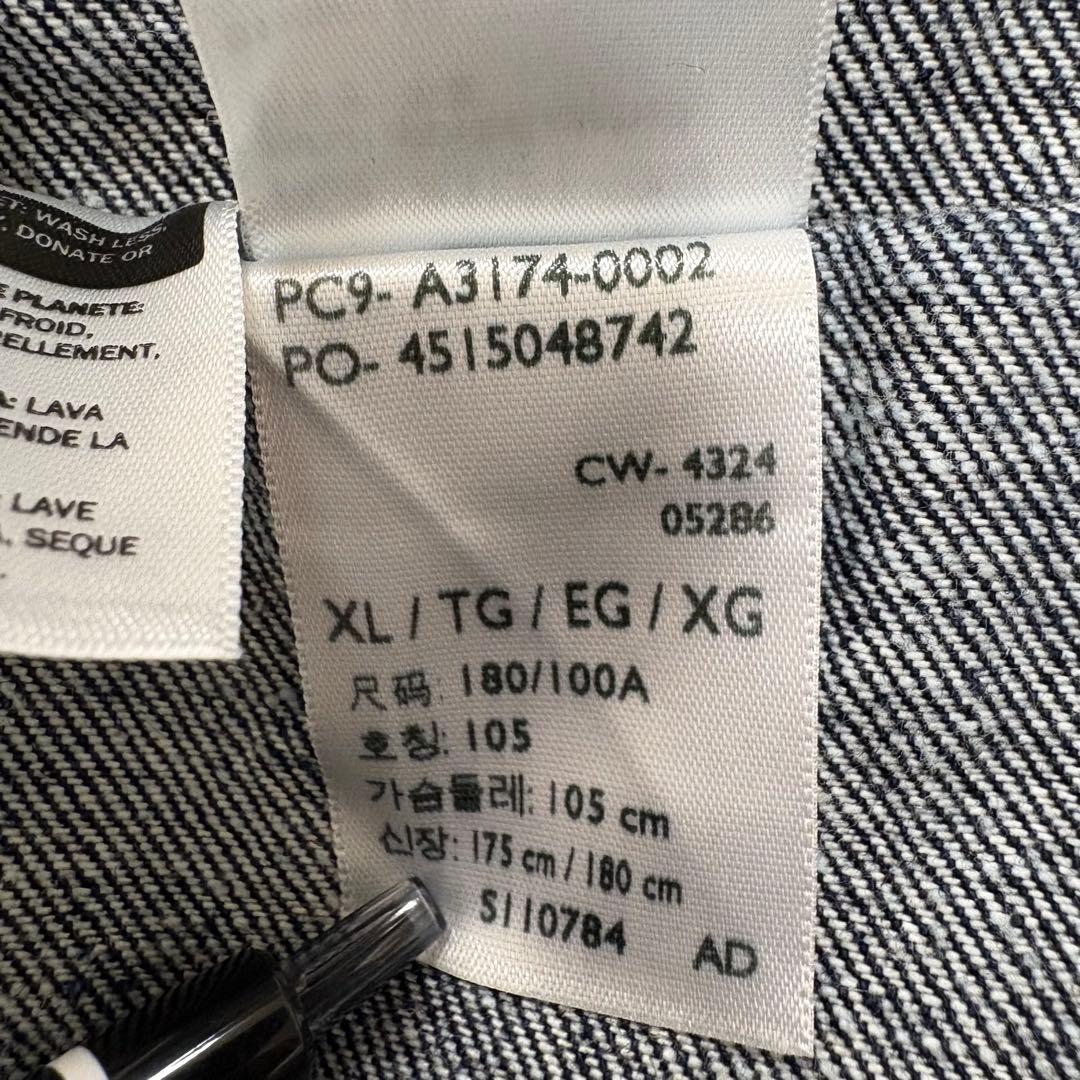 WASH LESS,
DONATE OR
PLANETE:
FROID,
LAVA
LA
LAVE
SEQUE
PC9- A3174-0002
PO- 4515048742
CW- 4324
05286
XL / TG / EG / XG
尺码: 180/100A
호칭: 105
가슴둘레: 105 cm
신장: 175 cm / 180 cm
S110784
AD